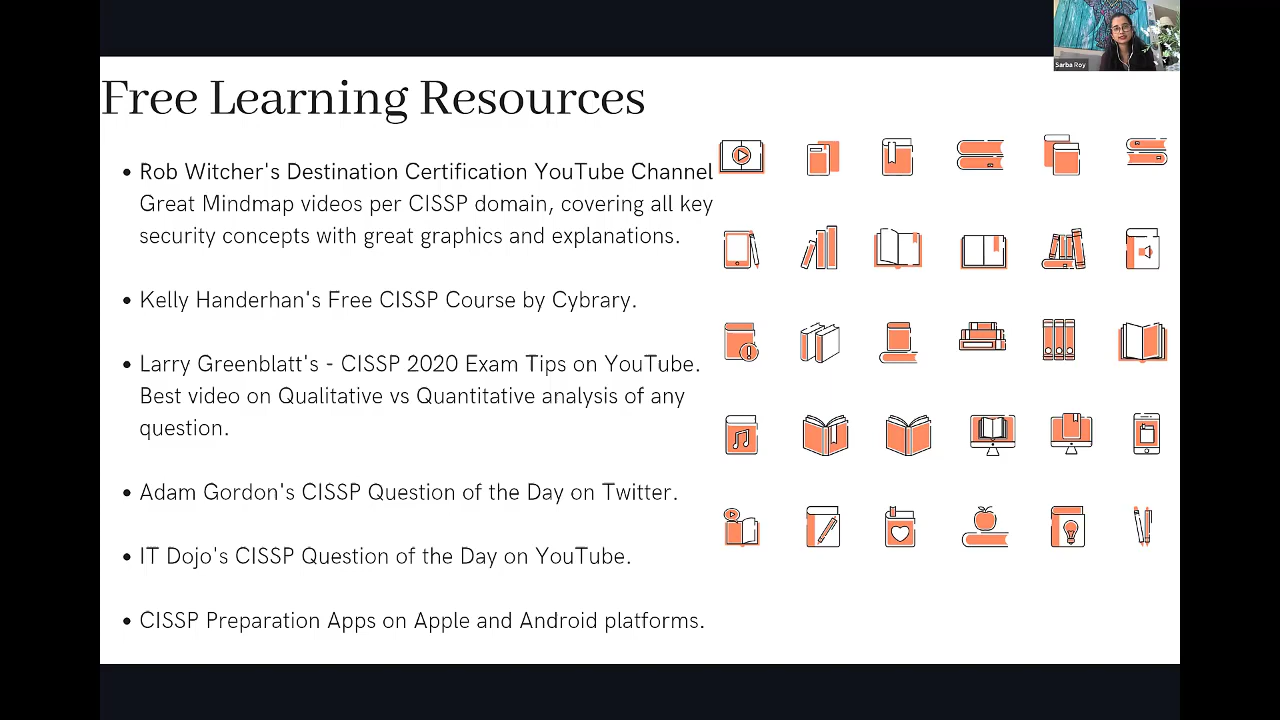 Sarba Roy
Free Learning Resources
• Rob Witcher's Destination Certification YouTube Channel
Great Mindmap videos per CISSP domain, covering all key
security concepts with great graphics and explanations.
• Kelly Handerhan's Free CISSP Course by Cybrary.
• Larry Greenblatt's - CISSP 2020 Exam Tips on YouTube.
Best video on Qualitative vs Quantitative analysis of any
question.
• Adam Gordon's CISSP Question of the Day on Twitter.
• IT Dojo's CISSP Question of the Day on YouTube.
• CISSP Preparation Apps on Apple and Android platforms.